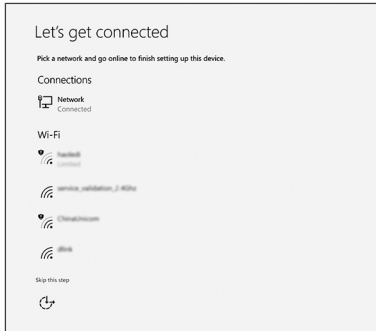 Let's get connected
Pick a network and go online to finish setting up this device.
Connections
Network
Connected
Wi-Fi
Limited
service_validation_2.4Ghz
ChinaUnicom
dlink
Skip this step